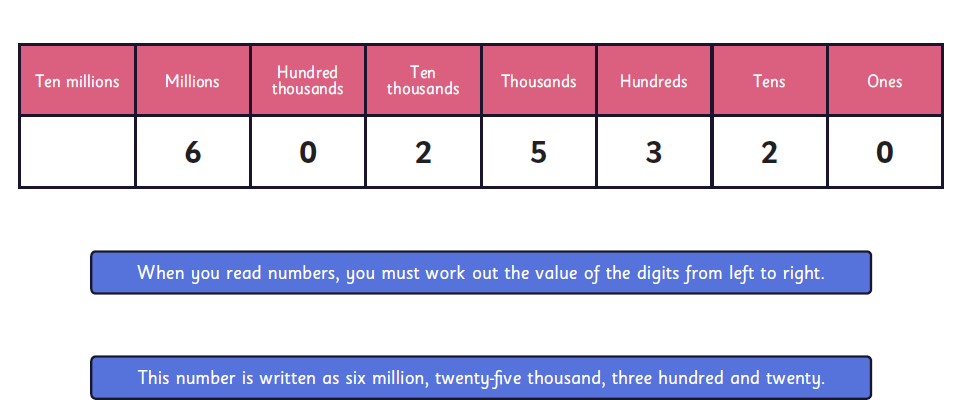 Ten millions Millions Hundred thousands Ten thousands Thousands Hundreds Tens Ones
6 0 2 5 3 2 0
When you read numbers, you must work out the value of the digits from left to right.
This number is written as six million, twenty-five thousand, three hundred and twenty.